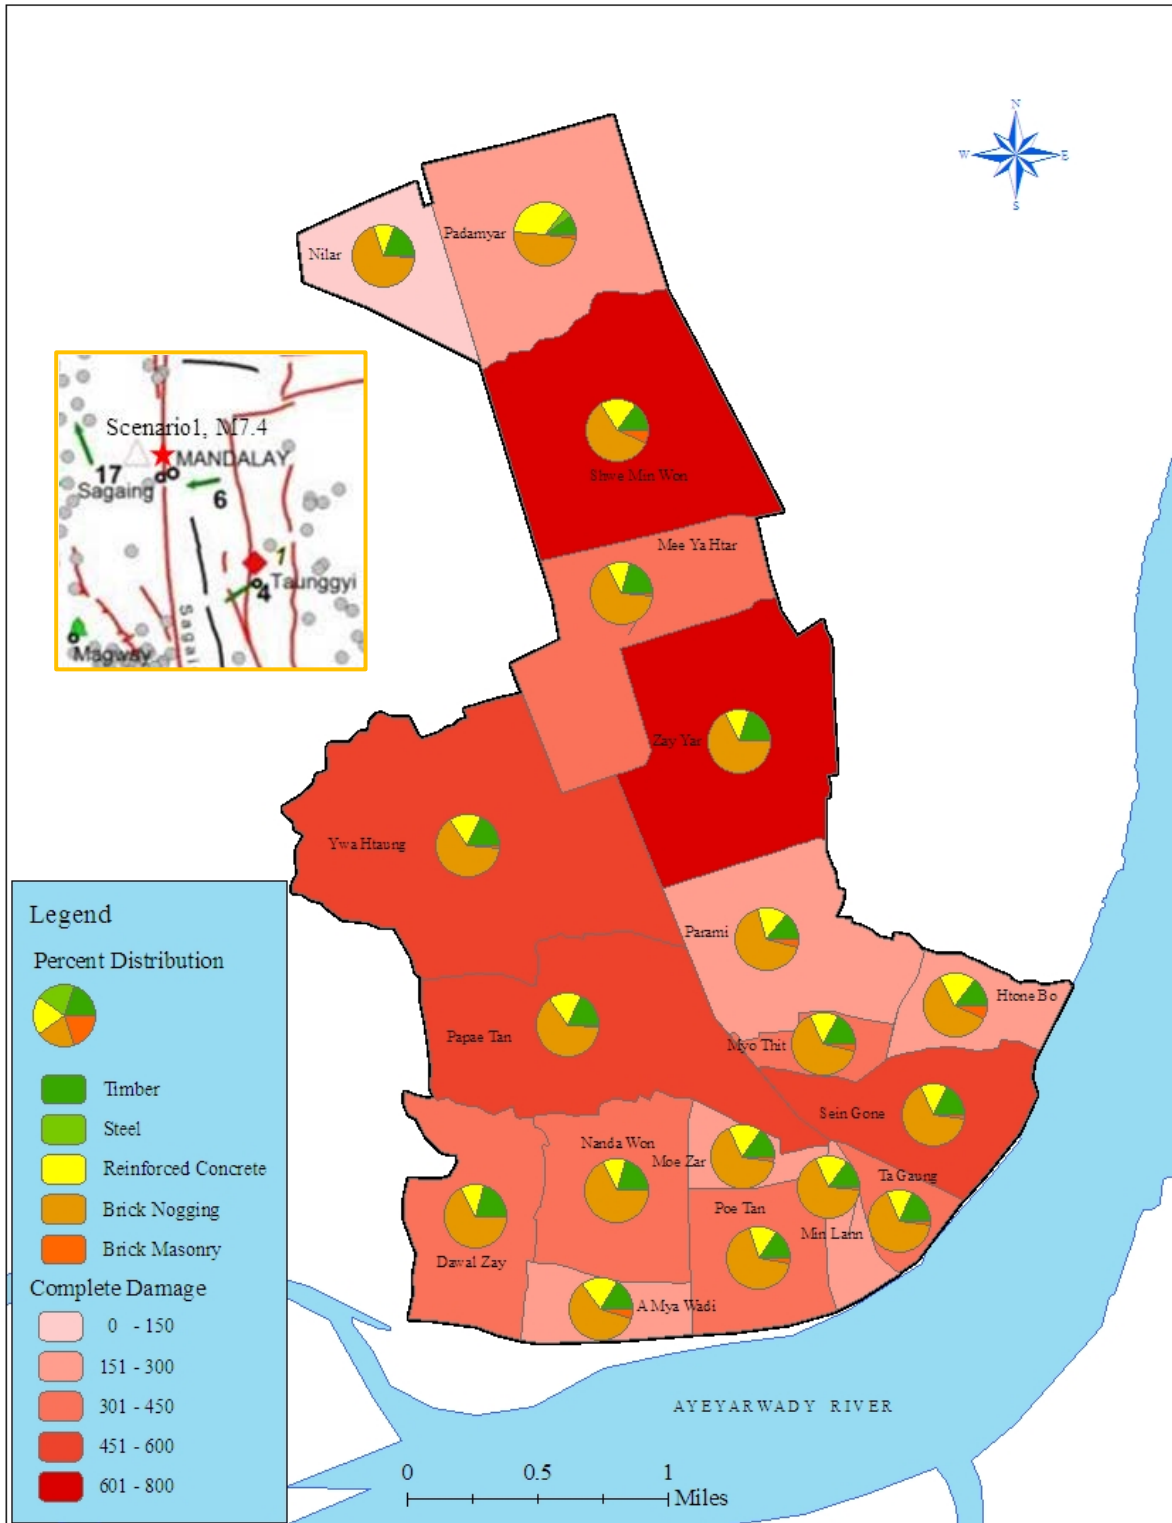 N
W E
S
Padamyar
Nilar
Scenario1, M7.4
MANDALAY
17
Sagaing
6
1
Taunggyi
4
Sagai
Magway
Shwe Min Won
Mee Ya Htar
Zay Yar
Ywa Htaung
Parami
Htone Bo
Papae Tan
Myo Thit
Sein Gone
Nanda Won
Moe Zar
Ta Gaung
Poe Tan
Min Lann
Dawal Zay
A Mya Wadi
Legend
Percent Distribution
Timber
Steel
Reinforced Concrete
Brick Nogging
Brick Masonry
Complete Damage
0 - 150
151 - 300
301 - 450
451 - 600
601 - 800
AYEYARWADY RIVER
0 0.5 1
Miles